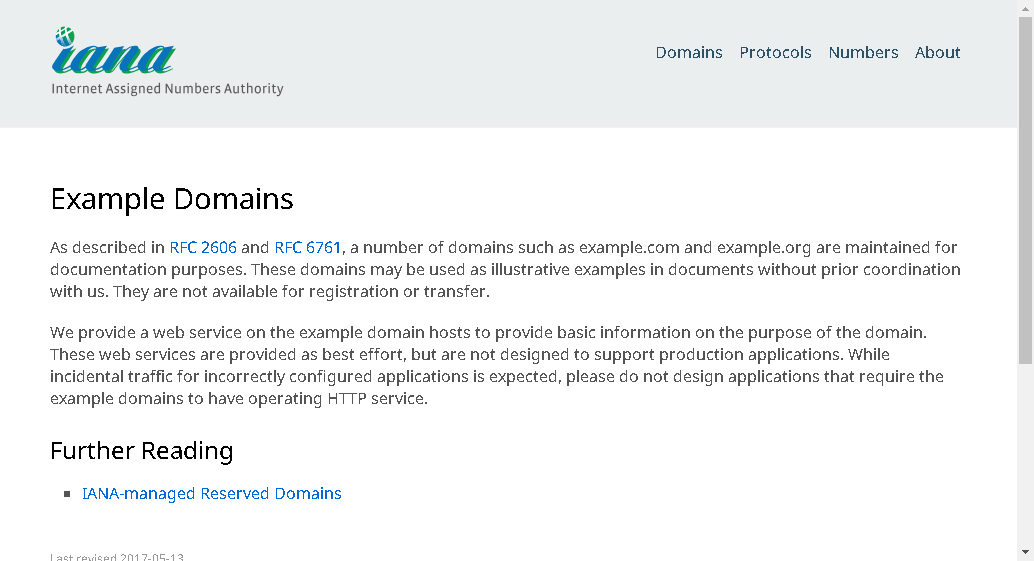 iana
Internet Assigned Numbers Authority
Domains Protocols Numbers About
Example Domains
As described in RFC 2606 and RFC 6761, a number of domains such as example.com and example.org are maintained for
documentation purposes. These domains may be used as illustrative examples in documents without prior coordination
with us. They are not available for registration or transfer.
We provide a web service on the example domain hosts to provide basic information on the purpose of the domain.
These web services are provided as best effort, but are not designed to support production applications. While
incidental traffic for incorrectly configured applications is expected, please do not design applications that require the
example domains to have operating HTTP service.
Further Reading
IANA-managed Reserved Domains
Last revised 2017-05-13